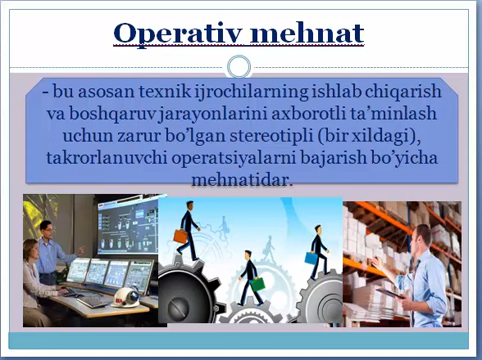 Operativ mehnat
- bu asosan texnik ijrochilarning ishlab chiqarish
va boshqaruv jarayonlarini axborotli ta’minlash
uchun zarur bo’lgan stereotipli (bir xildagi),
takrorlanuvchi operatsiyalarni bajarish bo’yicha
mehnatidar.